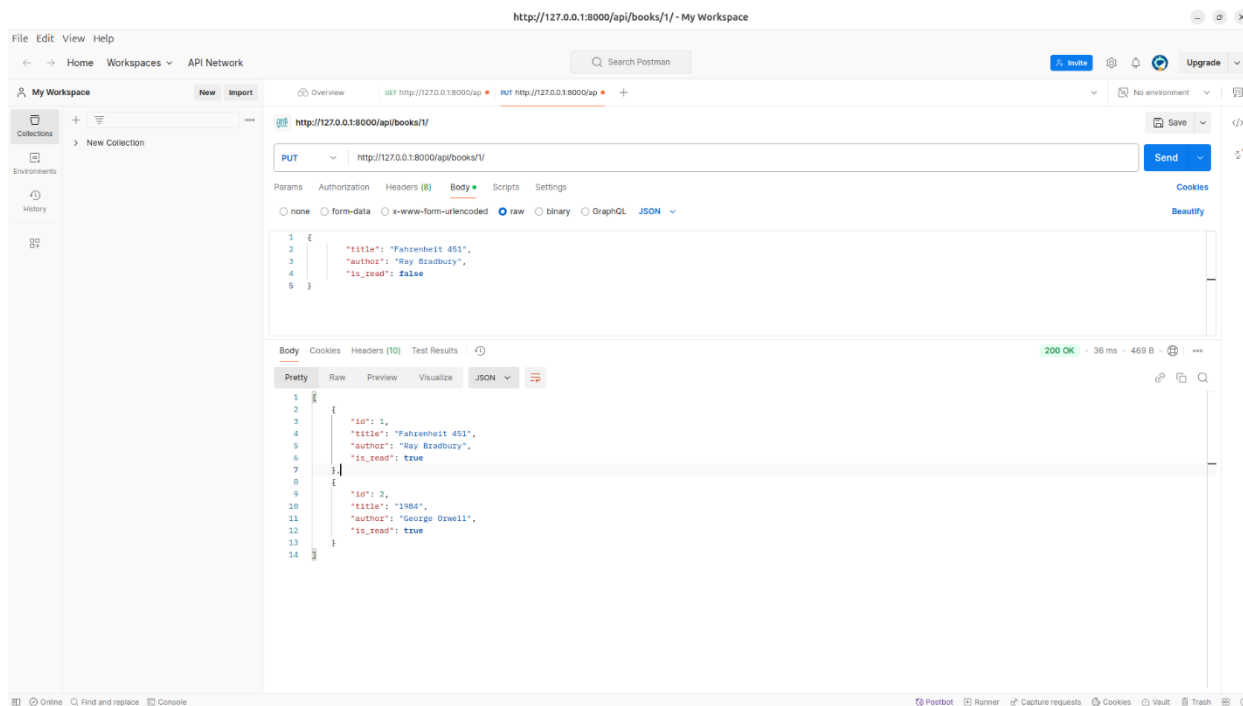 http://127.0.0.1:8000/api/books/1/ - My Workspace
File Edit View Help
Home Workspaces API Network Search Postman Invite Upgrade
My Workspace New Import Overview GET http://127.0.0.1:8000/ap PUT http://127.0.0.1:8000/ap No environment
Collections
New Collection
Environments
History
http://127.0.0.1:8000/api/books/1/ Save
PUT http://127.0.0.1:8000/api/books/1/ Send
Params Authorization Headers (8) Body Scripts Settings Cookies
none form-data x-www-form-urlencoded raw binary GraphQL JSON Beautify
1 {
2 "title": "Fahrenheit 451",
3 "author": "Ray Bradbury",
4 "is_read": false
5 }
Body Cookies Headers (10) Test Results 200 OK 36 ms 469 B
Pretty Raw Preview Visualize JSON
1 [
2 {
3 "id": 1,
4 "title": "Fahrenheit 451",
5 "author": "Ray Bradbury",
6 "is_read": true
7 },
8 {
9 "id": 2,
10 "title": "1984",
11 "author": "George Orwell",
12 "is_read": true
13 }
14 ]
Online Find and replace Console Postbot Runner Capture requests Cookies Vault Trash